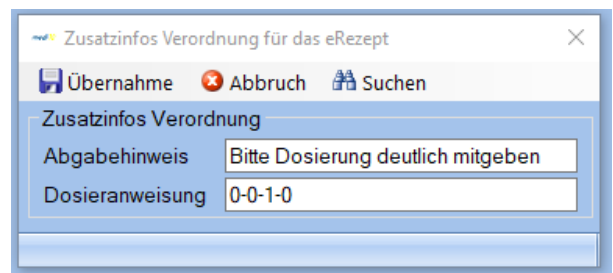 Zusatzinfos Verordnung für das eRezept
Übernahme Abbruch Suchen
Zusatzinfos Verordnung
Abgabehinweis Bitte Dosierung deutlich mitgeben
Dosieranweisung 0-0-1-0